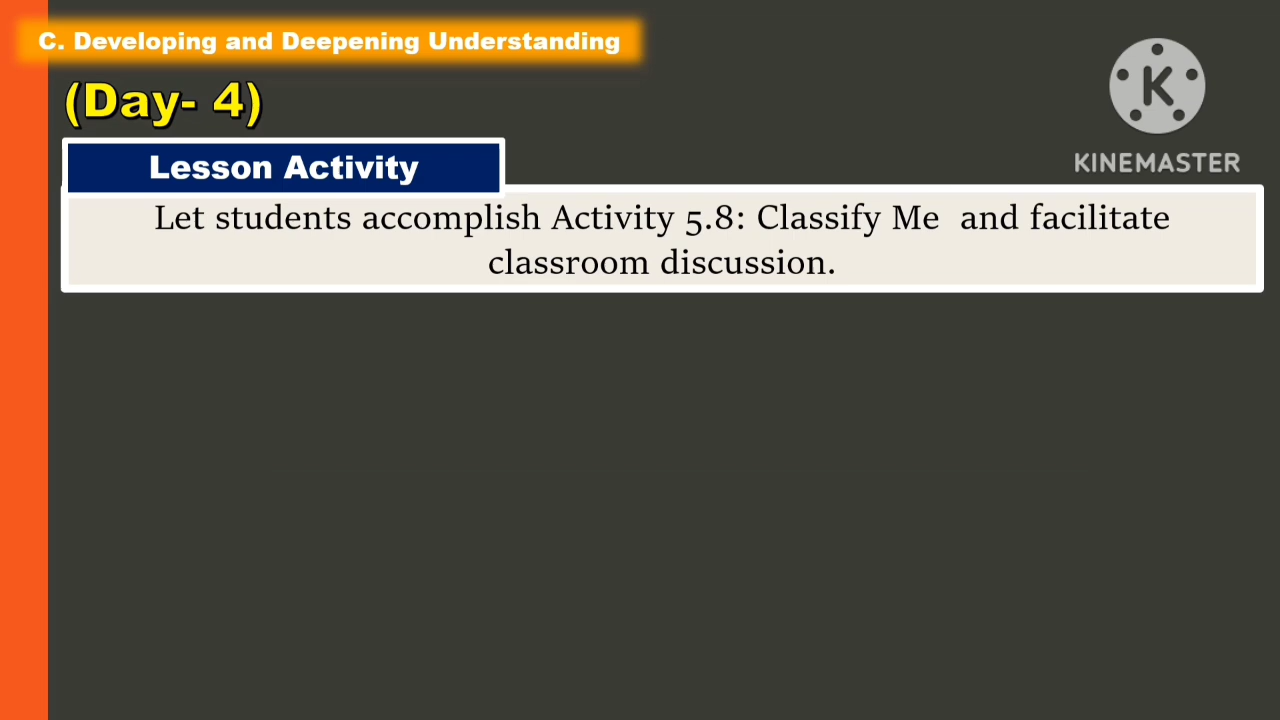 C. Developing and Deepening Understanding
(Day- 4)
K
KINEMASTER
Lesson Activity
Let students accomplish Activity 5.8: Classify Me  and facilitate
classroom discussion.